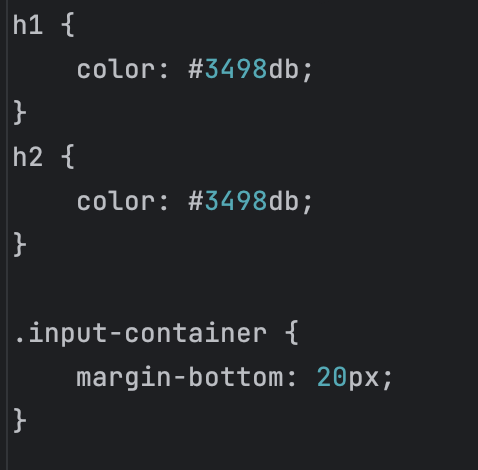 h1 {
    color: #3498db;
}
h2 {
    color: #3498db;
}

.input-container {
    margin-bottom: 20px;
}